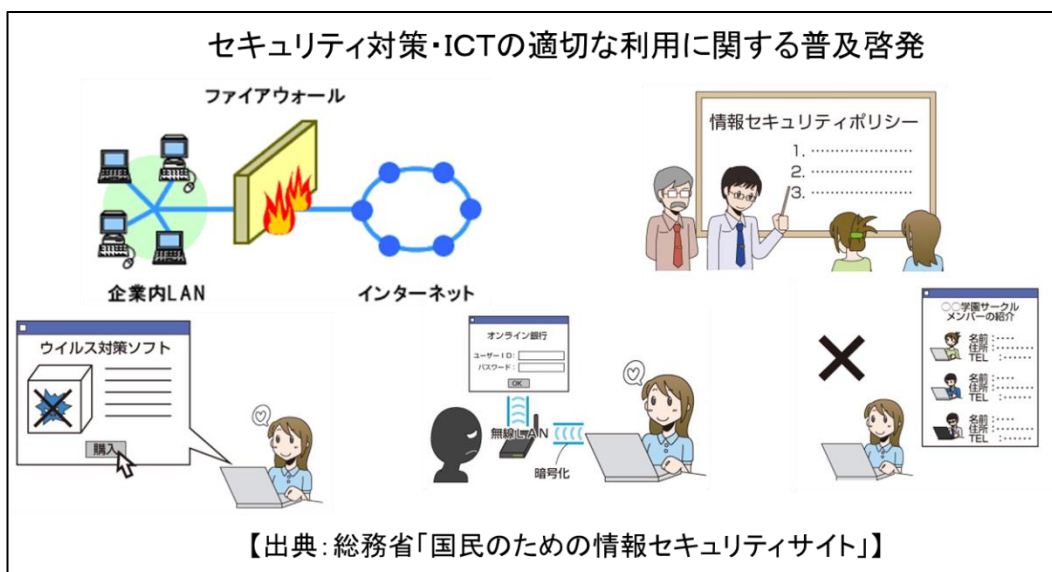 セキュリティ対策・ICTの適切な利用に関する普及啓発
ファイアウォール
企業内LAN
インターネット
情報セキュリティポリシー
1. ……………………
2. ……………………
3. ……………………
ウイルス対策ソフト
購入
オンライン銀行
ユーザーID:
パスワード:
OK
無線LAN
暗号化
〇〇学園サークル
メンバーの紹介
名前:‥‥
住所:‥‥‥‥
TEL :‥‥‥
名前:‥‥
住所:‥‥‥‥
TEL :‥‥‥
名前:‥‥
住所:‥‥‥‥
TEL :‥‥‥
【出典:総務省「国民のための情報セキュリティサイト」】